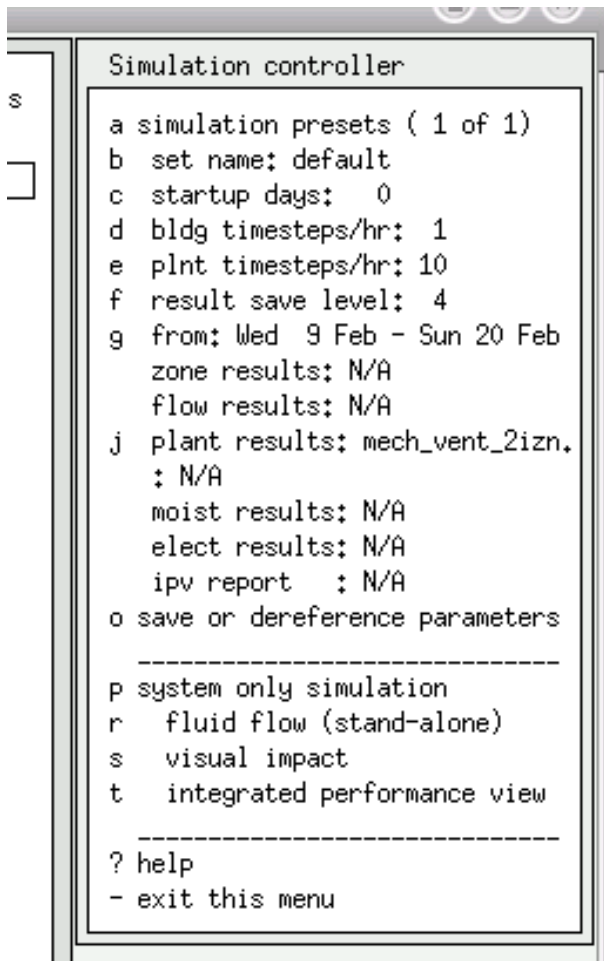 s
Simulation controller
a simulation presets ( 1 of 1)
b  set name: default
c  startup days:   0
d  bldg timesteps/hr:  1
e  plnt timesteps/hr: 10
f  result save level:  4
g  from: Wed  9 Feb - Sun 20 Feb
   zone results: N/A
   flow results: N/A
j  plant results: mech_vent_2izn.
   : N/A
   moist results: N/A
   elect results: N/A
   ipv report   : N/A
o save or dereference parameters
  ______________________________
p system only simulation
r   fluid flow (stand-alone)
s   visual impact
t   integrated performance view
  ______________________________
? help
- exit this menu